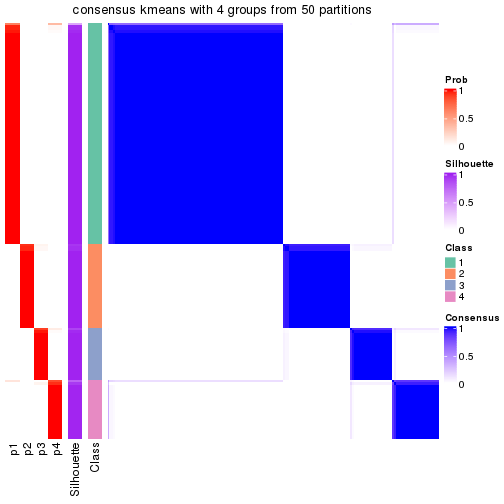 consensus kmeans with 4 groups from 50 partitions
Prob
1
0.5
0
Silhouette
1
0.5
0
Class
1
2
3
4
Consensus
1
0.5
0
p1
p2
p3
p4
Silhouette
Class